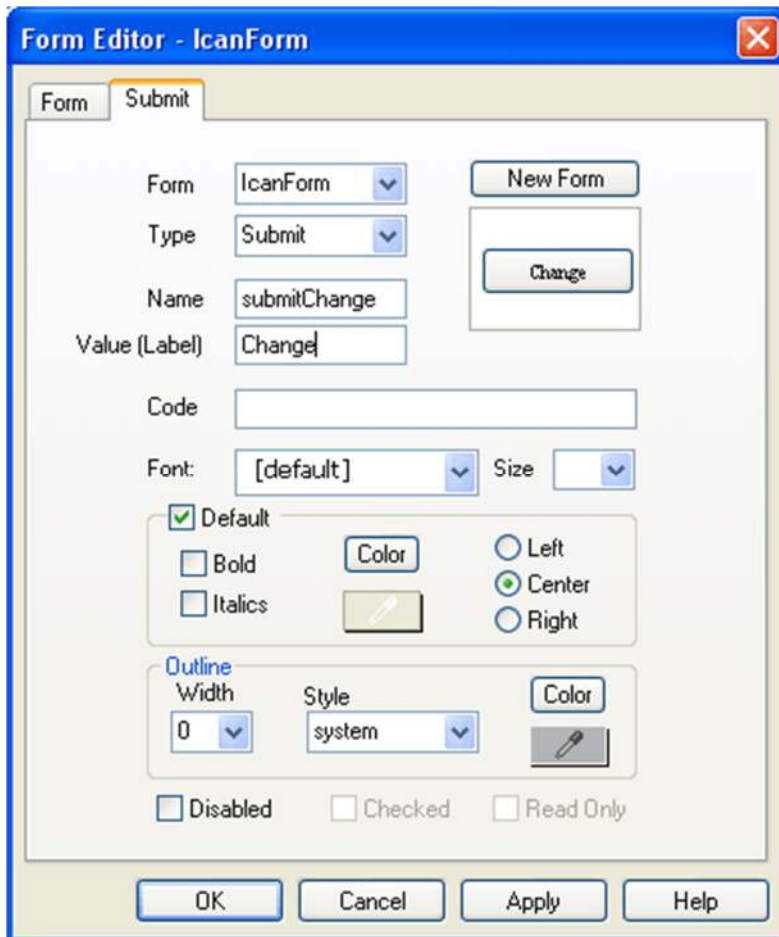 Form Editor - IcanForm
Form Submit
Form IcanForm New Form
Type Submit
Change
Name submitChange
Value (Label) Change
Code
Font: [default] Size
Default
Bold Color Left
Center
Italics Right
Outline
Width Style Color
0 system
Disabled Checked Read Only
OK Cancel Apply Help